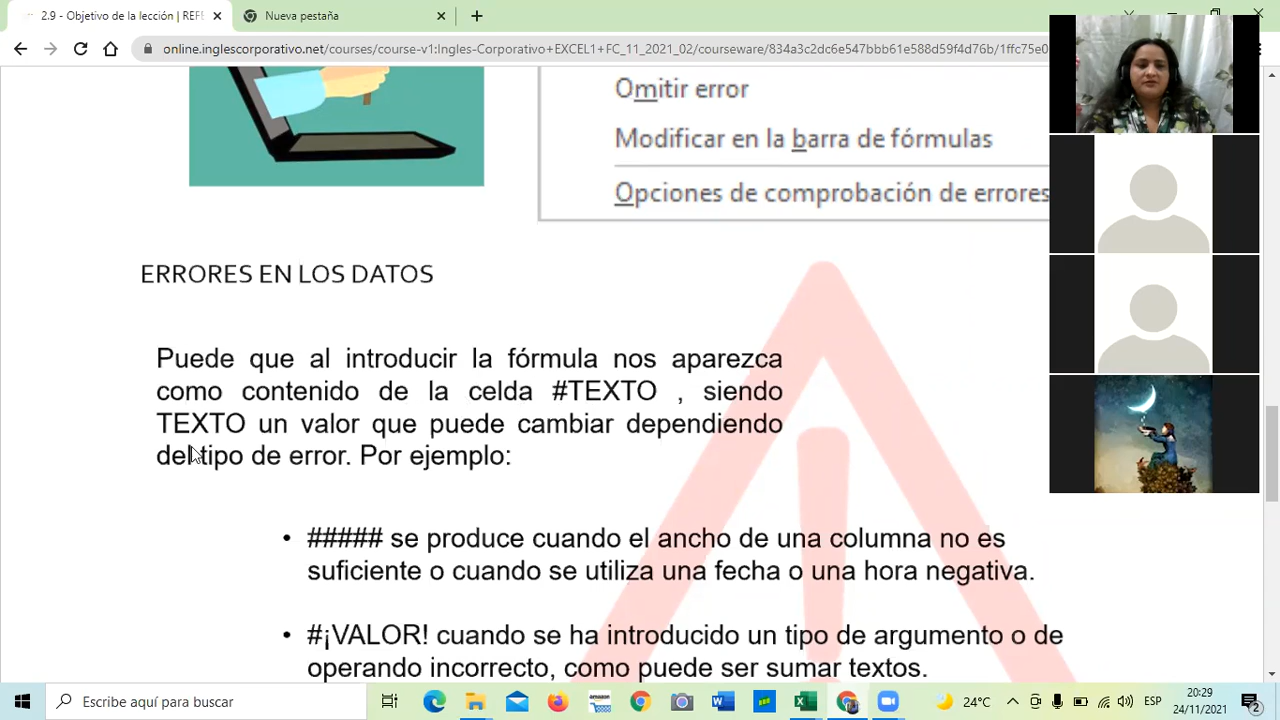 2.9 - Objetivo de la lección | REF
Nueva pestaña
online.inglescorporativo.net/courses/course-v1:Ingles-Corporativo+EXCEL1+FC_11_2021_02/courseware/834a3c2dc6e547bbb61e588d59f4d76b/1ffc75e0
Omitir error
Modificar en la barra de fórmulas
Opciones de comprobación de errores
ERRORES EN LOS DATOS
Puede que al introducir la fórmula nos aparezca
como contenido de la celda #TEXTO , siendo
TEXTO un valor que puede cambiar dependiendo
del tipo de error. Por ejemplo:
• ##### se produce cuando el ancho de una columna no es
suficiente o cuando se utiliza una fecha o una hora negativa.
• #¡VALOR! cuando se ha introducido un tipo de argumento o de
operando incorrecto, como puede ser sumar textos.
Escribe aquí para buscar
amazon
24°C
ESP
20:29
24/11/2021
2